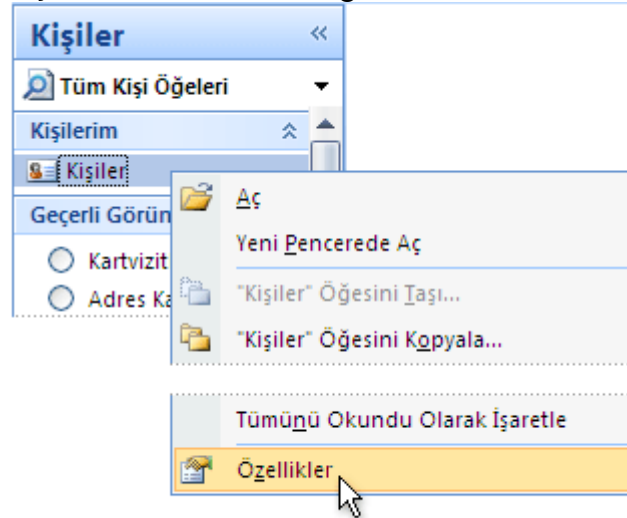 Kişiler
Tüm Kişi Öğeleri
Kişilerim
Kişiler
Geçerli Görün
Kartvizit
Adres Ka
Aç
Yeni Pencerede Aç
"Kişiler" Öğesini Taşı...
"Kişiler" Öğesini Kopyala...
Tümünü Okundu Olarak İşaretle
Özellikler